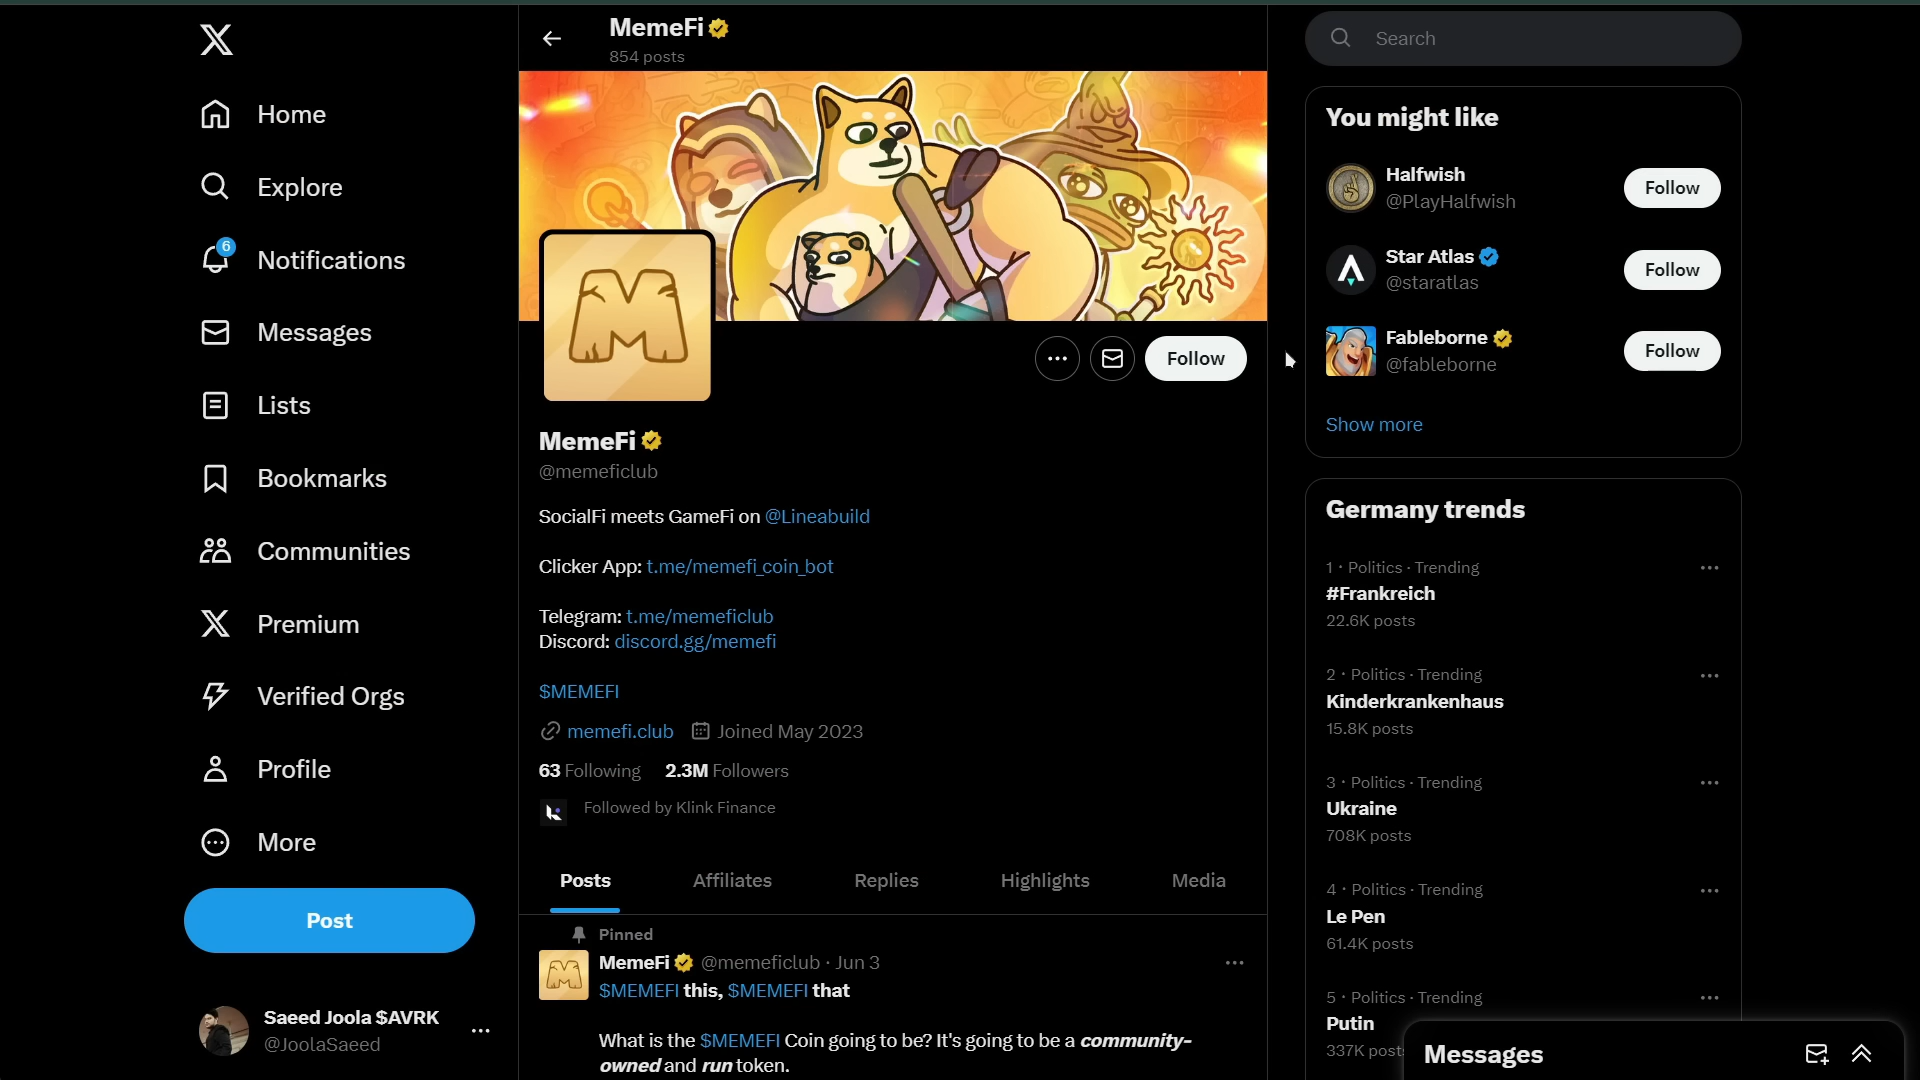 Home
Explore
6
Notifications
Messages
Lists
Bookmarks
Communities
Premium
Verified Orgs
Profile
More
Post
Saeed Joola $AVRK
@JoolaSaeed
MemeFi
854 posts
M
Follow
MemeFi
@memeficlub
SocialFi meets GameFi on @Lineabuild
Clicker App: t.me/memefi_coin_bot
Telegram: t.me/memeficlub
Discord: discord.gg/memefi
$MEMEFI
memefi.club Joined May 2023
63 Following 2.3M Followers
Followed by Klink Finance
Posts Affiliates Replies Highlights Media
Pinned
MemeFi @memeficlub · Jun 3
$MEMEFI this, $MEMEFI that
What is the $MEMEFI Coin going to be? It's going to be a community-
owned and run token.
Search
You might like
Halfwish
@PlayHalfwish
Follow
Star Atlas
@staratlas
Follow
Fableborne
@fableborne
Follow
Show more
Germany trends
1 · Politics · Trending
#Frankreich
22.6K posts
2 · Politics · Trending
Kinderkrankenhaus
15.8K posts
3 · Politics · Trending
Ukraine
708K posts
4 · Politics · Trending
Le Pen
61.4K posts
5 · Politics · Trending
Putin
337K posts
Messages